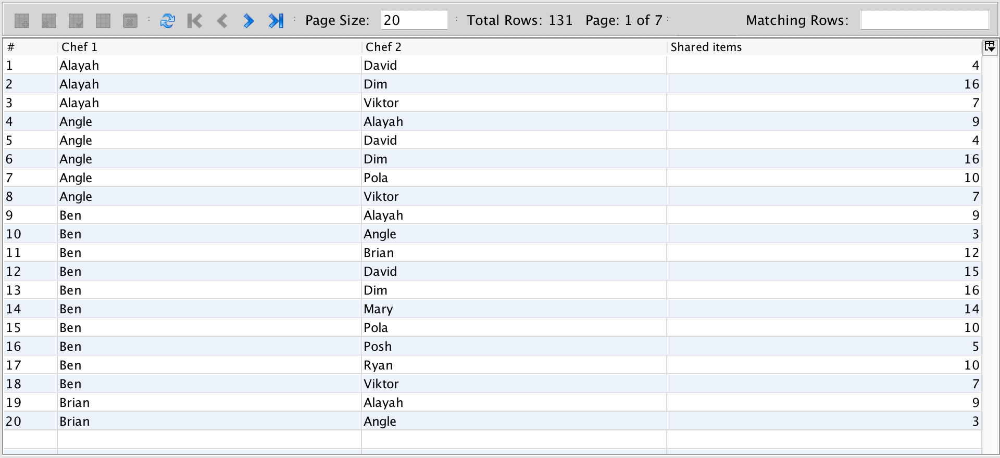 Page Size: 20 Total Rows: 131 Page: 1 of 7 Matching Rows:
# Chef 1 Chef 2 Shared items
1 Alayah David 4
2 Alayah Dim 16
3 Alayah Viktor 7
4 Angle Alayah 9
5 Angle David 4
6 Angle Dim 16
7 Angle Pola 10
8 Angle Viktor 7
9 Ben Alayah 9
10 Ben Angle 3
11 Ben Brian 12
12 Ben David 15
13 Ben Dim 16
14 Ben Mary 14
15 Ben Pola 10
16 Ben Posh 5
17 Ben Ryan 10
18 Ben Viktor 7
19 Brian Alayah 9
20 Brian Angle 3